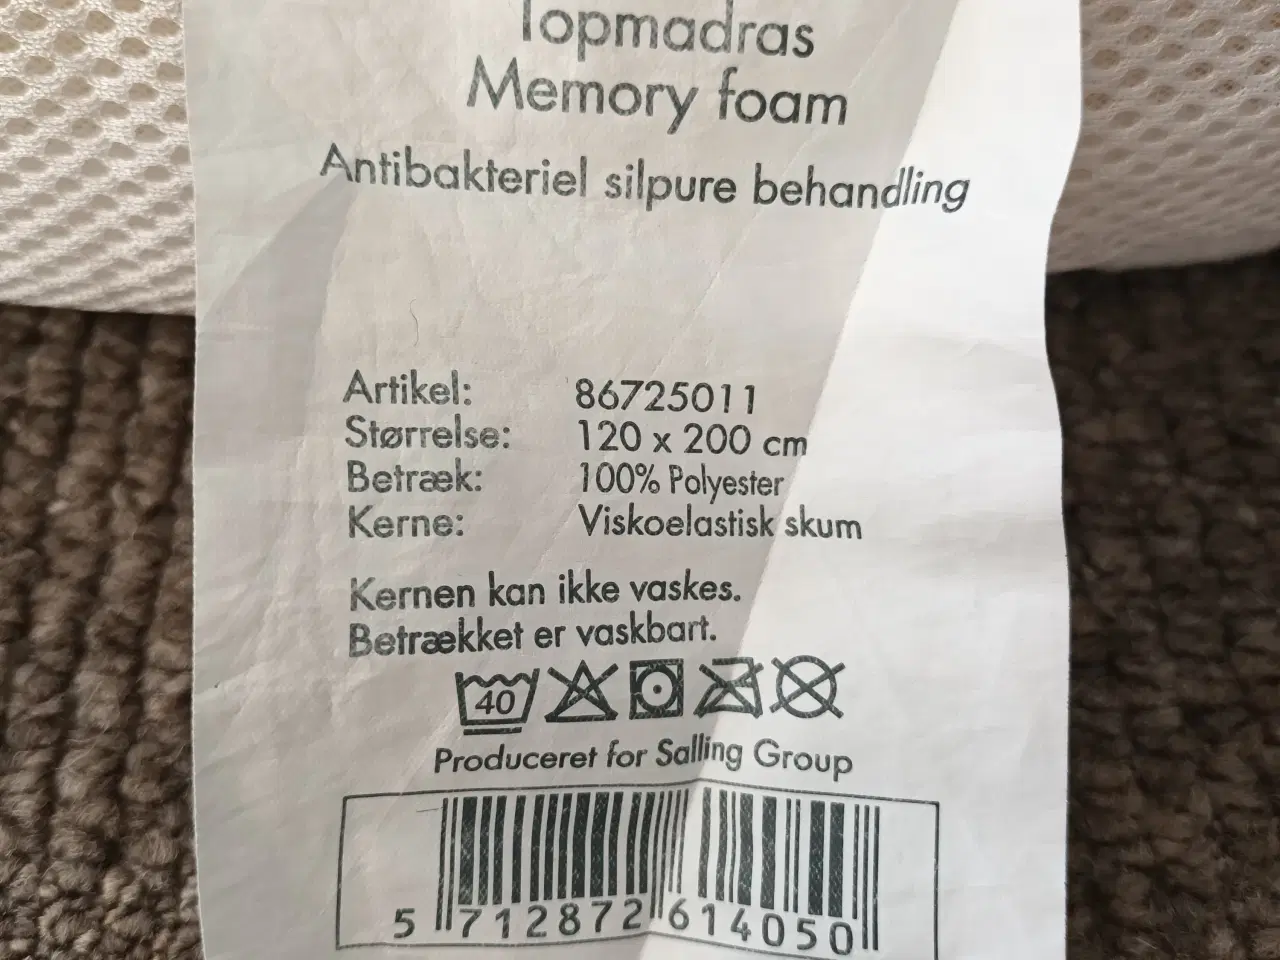 Topmadras
Memory foam
Antibakteriel silpure behandling
Artikel: 86725011
Størrelse: 120 x 200 cm
Betræk: 100% Polyester
Kerne: Viskoelastisk skum
Kernen kan ikke vaskes.
Betrækket er vaskbart.
40
Produceret for Salling Group
5 712872 614050